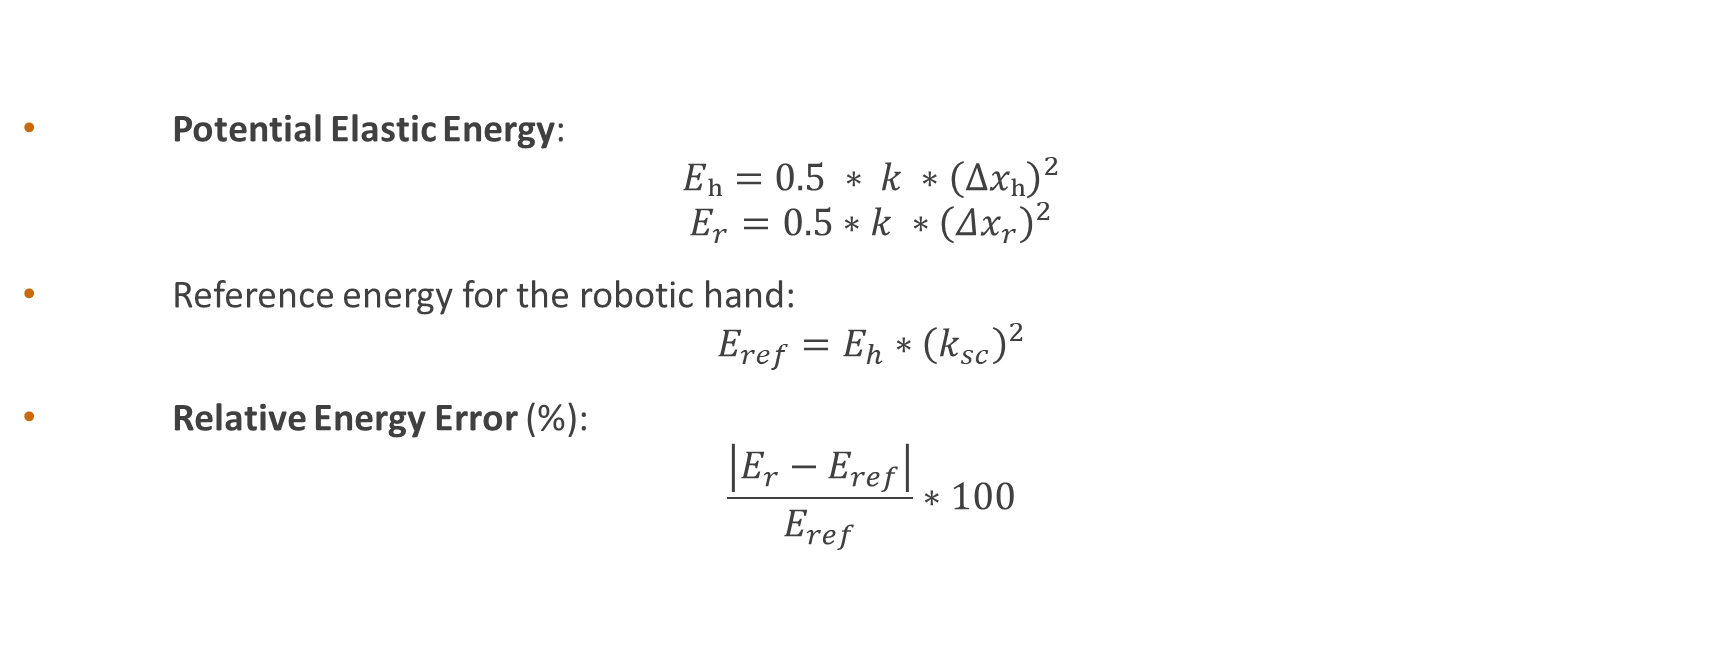 • Potential Elastic Energy:
E_h = 0.5 * k * (Δx_h)²
E_r = 0.5 * k * (Δx_r)²
• Reference energy for the robotic hand:
E_ref = E_h * (k_sc)²
• Relative Energy Error (%):
|E_r − E_ref|
* 100
E_ref